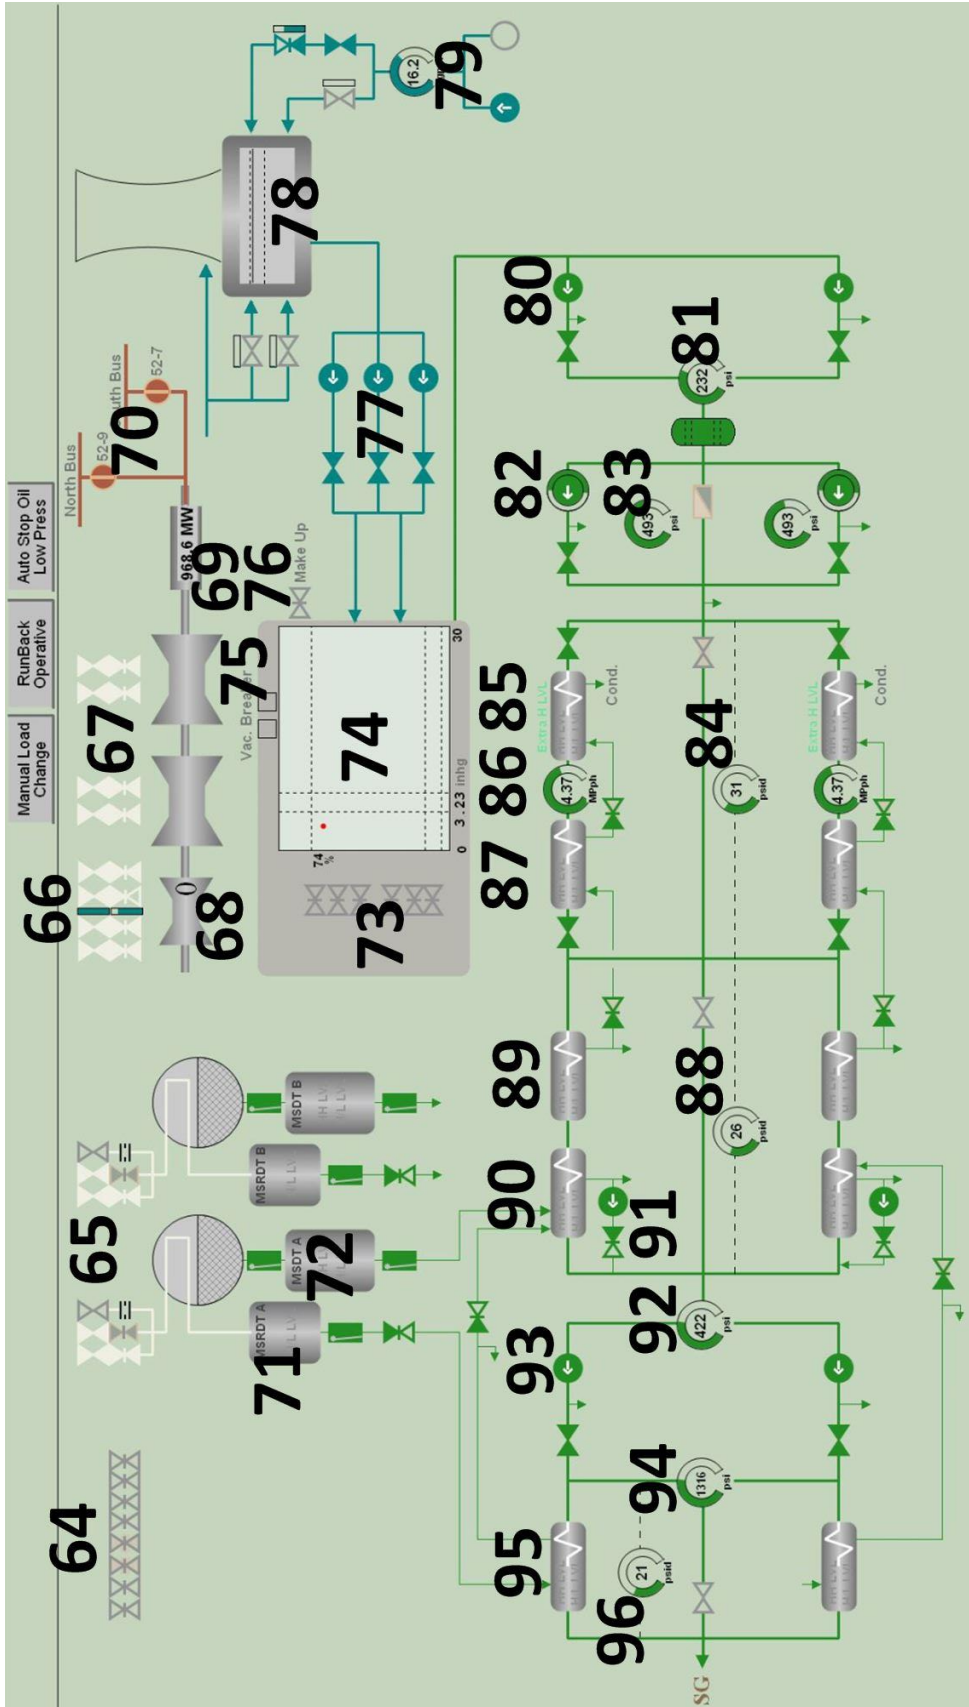 Manual Load
Change
RunBack
Operative
Auto Stop Oil
Low Press
64
65
66
67
North Bus
52-9
52-7
70
968.6 MW
69
0
68
MSRDT A
71
MSDT A
72
MSRDT B
MSDT B
Vac. Breaker
75
76
Make Up
74
%
74
73
0
3.23 inhg
30
77
78
16.2
79
80
81
232
psi
82
83
493
psi
493
psi
84
31
psid
Extra H LVL
85
Cond.
86
4.37
MPph
87
Extra H LVL
Cond.
4.37
MPph
88
26
psid
89
90
91
92
422
psi
93
94
1316
psi
95
21
psid
96
SG